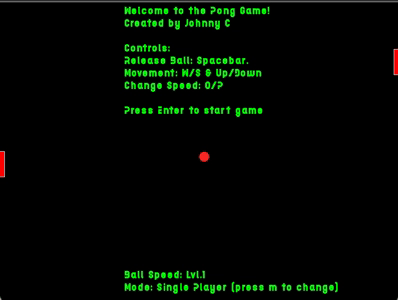 Welcome to the Pong Game!
Created by Johnny C
Controls:
Release Ball: Spacebar.
Movement: W/S & Up/Down
Change Speed: O/P
Press Enter to start game
Ball Speed: Lvl.1
Mode: Single Player (press m to change)